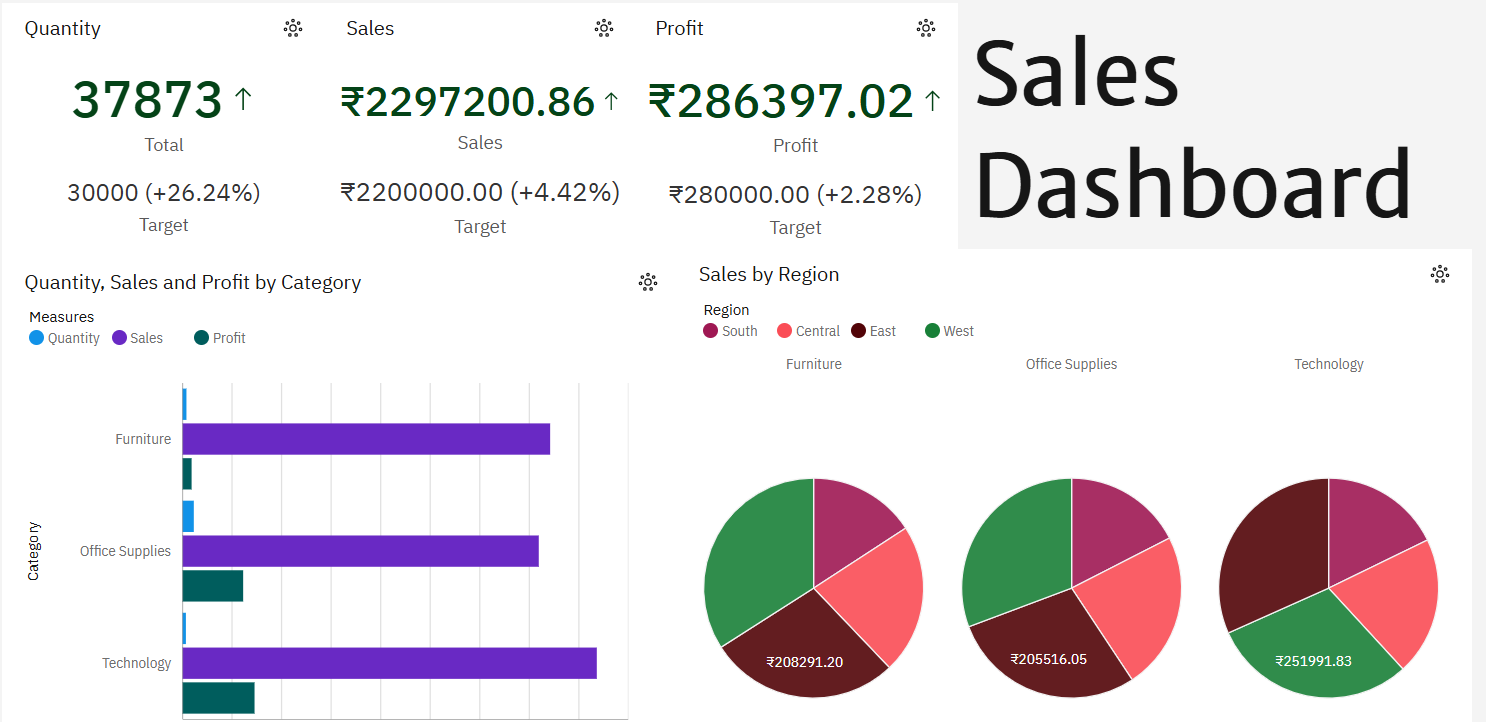 Quantity
37873 ↑
Total
30000 (+26.24%)
Target
Sales
₹2297200.86 ↑
Sales
₹2200000.00 (+4.42%)
Target
Profit
₹286397.02 ↑
Profit
₹280000.00 (+2.28%)
Target
Sales
Dashboard
Quantity, Sales and Profit by Category
Measures
Quantity Sales Profit
Category
Furniture
Office Supplies
Technology
Sales by Region
Region
South Central East West
Furniture Office Supplies Technology
₹208291.20 ₹205516.05 ₹251991.83